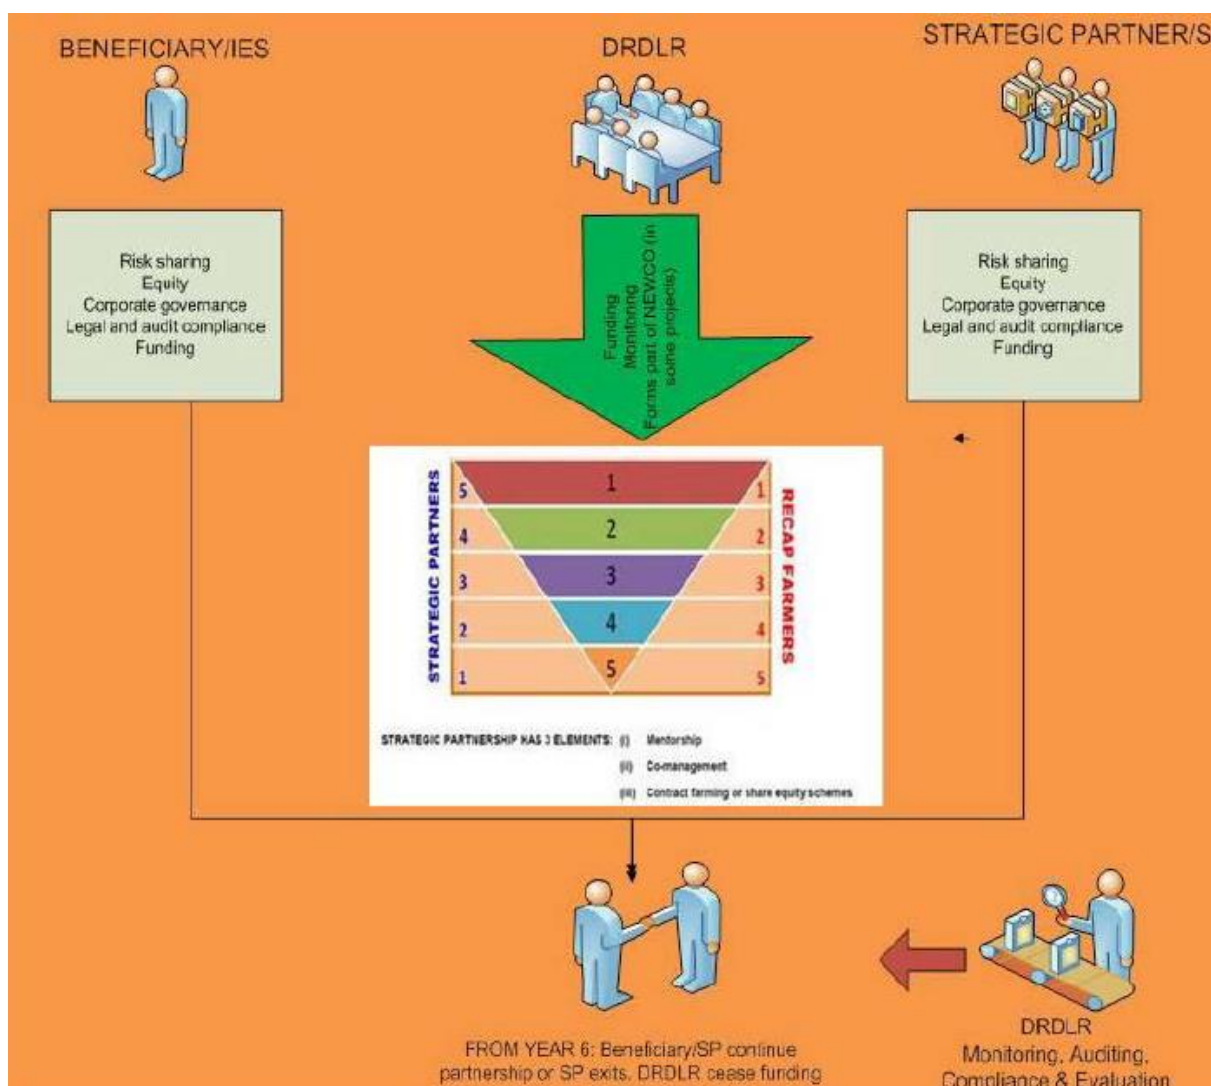 BENEFICIARY/IES
DRDLR
STRATEGIC PARTNER/S
Risk sharing
Equity
Corporate governance
Legal and audit compliance
Funding
Funding
Monitoring
Forms part of NEW/CO (in
some projects)
Risk sharing
Equity
Corporate governance
Legal and audit compliance
Funding
STRATEGIC PARTNERS
5 1 1
4 2 2
3 3 3
2 4 4
1 5 5
RECAP FARMERS
STRATEGIC PARTNERSHIP HAS 3 ELEMENTS: (i) Mentorship
(ii) Co-management
(iii) Contract farming or share equity schemes
FROM YEAR 6: Beneficiary/SP continue
partnership or SP exits. DRDLR cease funding
DRDLR
Monitoring, Auditing,
Compliance & Evaluation